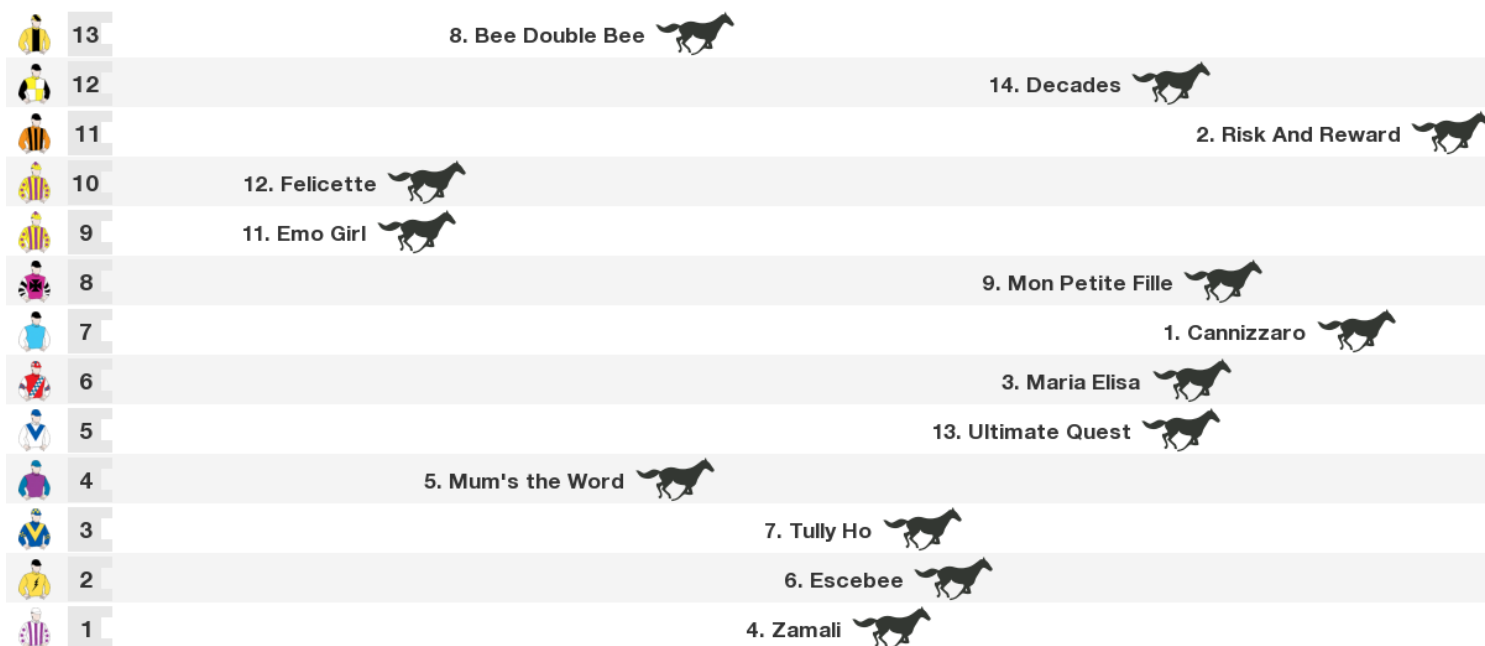 13 8. Bee Double Bee
12 14. Decades
11 2. Risk And Reward
10 12. Felicette
9 11. Emo Girl
8 9. Mon Petite Fille
7 1. Cannizzaro
6 3. Maria Elisa
5 13. Ultimate Quest
4 5. Mum's the Word
3 7. Tully Ho
2 6. Escebee
1 4. Zamali